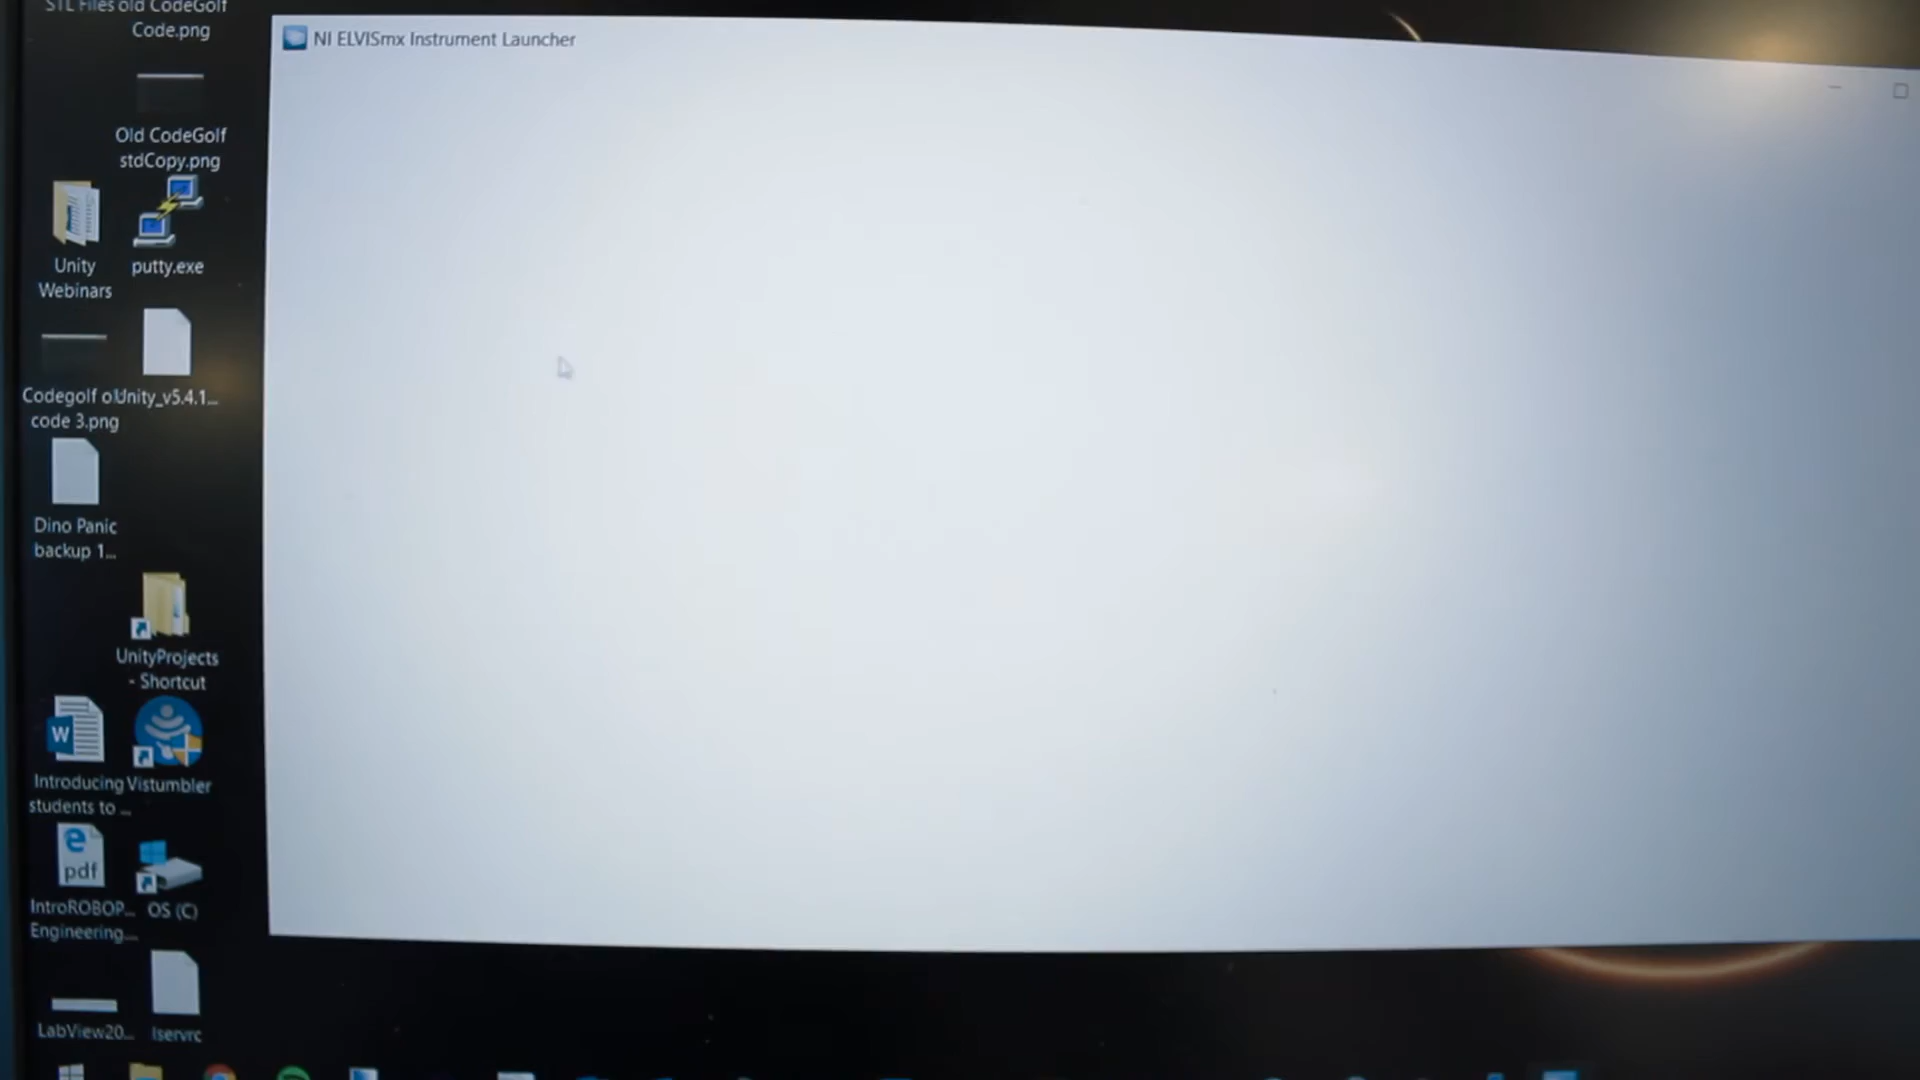 STL Files old CodeGolf
Code.png
NI ELVISmx Instrument Launcher
Old CodeGolf
stdCopy.png
Unity
Webinars
putty.exe
Codegolf ol
code 3.png
Unity_v5.4.1...
Dino Panic
backup 1...
UnityProjects
- Shortcut
W
Introducing
students to ...
Vistumbler
pdf
IntroROBOP...
Engineering....
OS (C)
LabView20...
lservrc